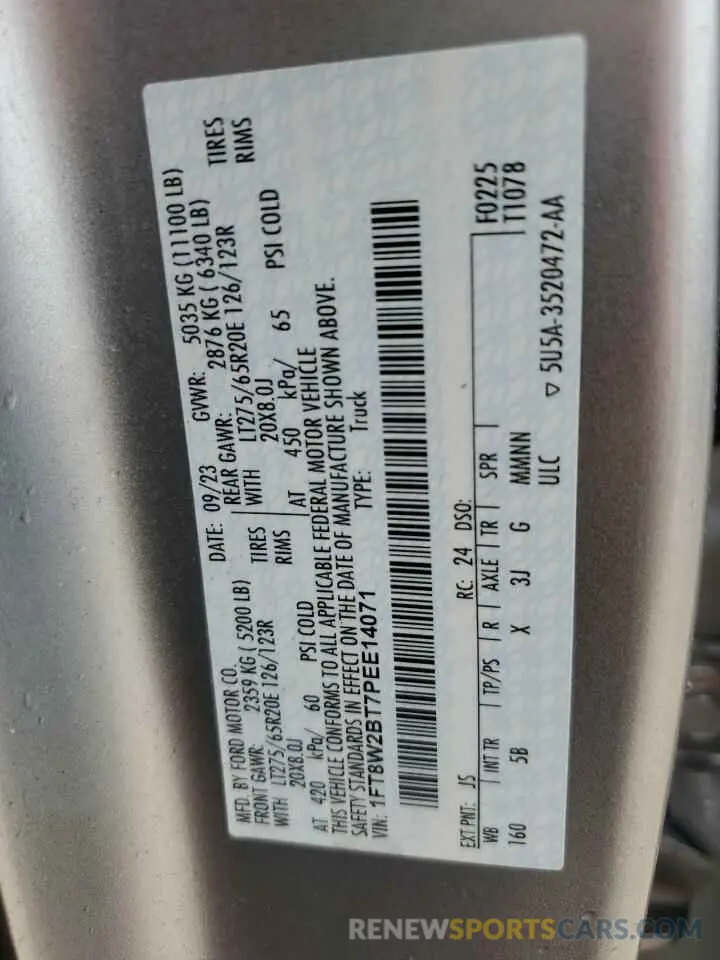 MFD. BY FORD MOTOR CO.
DATE: 09/23 GVWR: 5035 KG (11100 LB)
FRONT GAWR: 2359 KG ( 5200 LB) REAR GAWR: 2876 KG ( 6340 LB)
WITH LT275/65R20E 126/123R TIRES WITH LT275/65R20E 126/123R TIRES
20X8.0J RIMS 20X8.0J RIMS
AT 420 kPa/ 60 PSI COLD AT 450 kPa/ 65 PSI COLD
THIS VEHICLE CONFORMS TO ALL APPLICABLE FEDERAL MOTOR VEHICLE
SAFETY STANDARDS IN EFFECT ON THE DATE OF MANUFACTURE SHOWN ABOVE.
VIN: 1FT8W2BT7PEE14071 TYPE: Truck
EXT PNT: JS RC: 24 DSO: F0225
WB INT TR TP/PS R AXLE TR SPR T1078
160 5B X 3J G MMNN
ULC ▽ 5U5A-3520472-AA
RENEWSPORTSCARS.COM